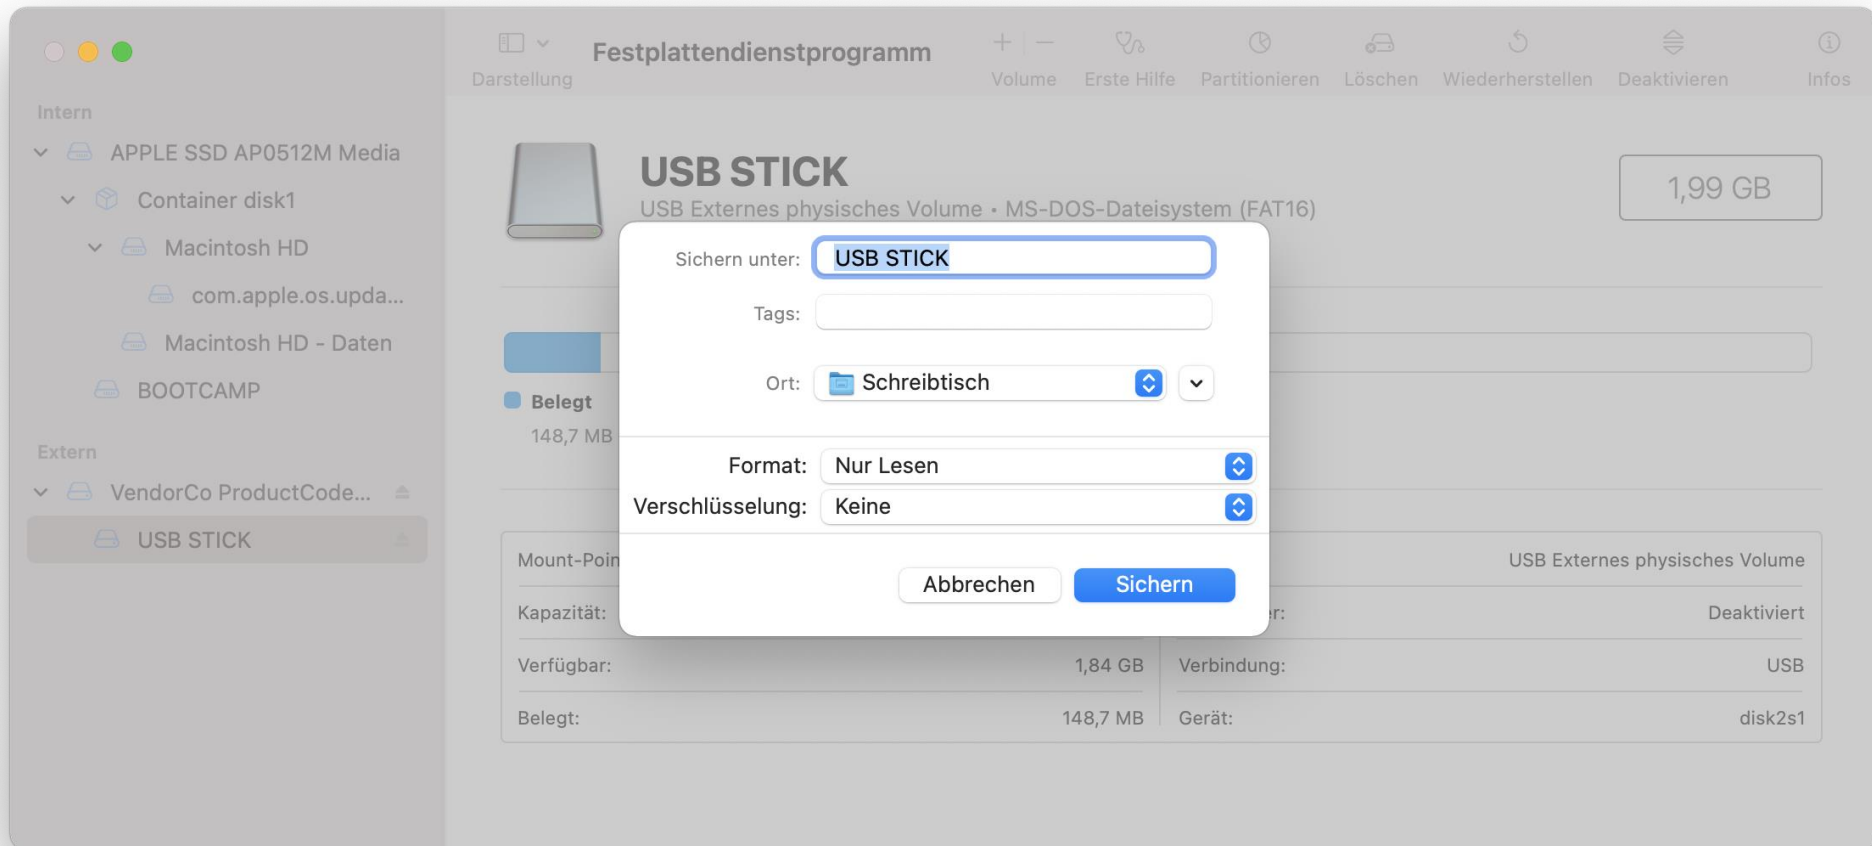 Festplattendienstprogramm
Darstellung
Volume
Erste Hilfe
Partitionieren
Löschen
Wiederherstellen
Deaktivieren
Infos
Intern
APPLE SSD AP0512M Media
Container disk1
Macintosh HD
com.apple.os.upda...
Macintosh HD - Daten
BOOTCAMP
Extern
VendorCo ProductCode...
USB STICK
USB STICK
USB Externes physisches Volume • MS-DOS-Dateisystem (FAT16)
1,99 GB
Belegt
148,7 MB
Sichern unter: USB STICK
Tags:
Ort: Schreibtisch
Format: Nur Lesen
Verschlüsselung: Keine
Abbrechen Sichern
Mount-Poin
USB Externes physisches Volume
Kapazität:
er: Deaktiviert
Verfügbar: 1,84 GB
Verbindung: USB
Belegt: 148,7 MB
Gerät: disk2s1